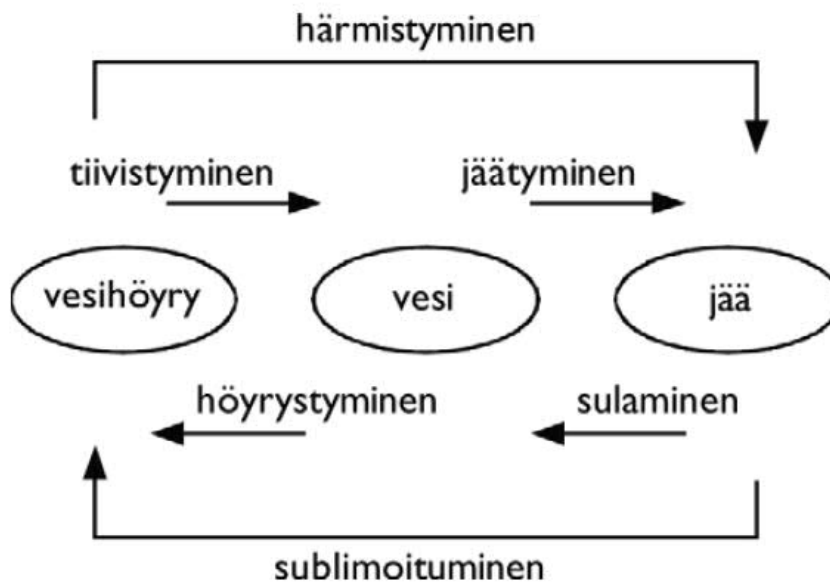 härmistyminen
tiivistyminen jäätyminen
vesihöyry vesi jää
höyrystyminen sulaminen
sublimoituminen